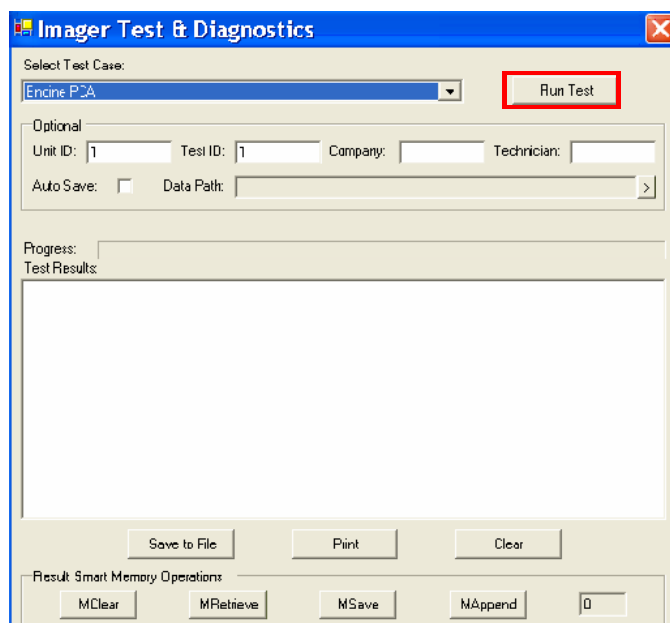 Imager Test & Diagnostics
Select Test Case:
Encine PCA
Run Test
Optional
Unit ID: 1 Test ID: 1 Company: Technician:
Auto Save: Data Path: >
Progress:
Test Results:
Save to File Print Clear
Result Smart Memory Operations
MClear MRetrieve MSave MAppend 0